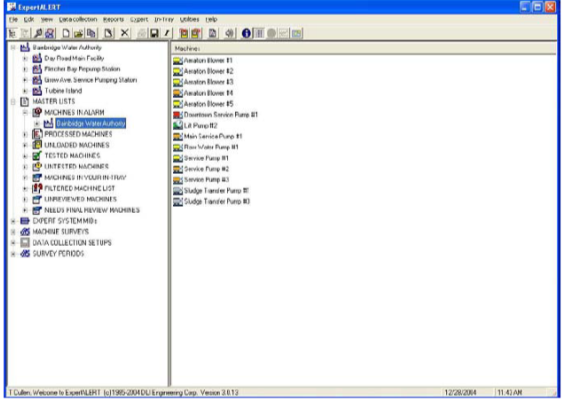 ExpertALERT
File Edit View Data collection Reports Expert In-Tray Utilities Help
Bainbridge Water Authority
Day Road Main Facility
Fletcher Bay Repump Station
Grow Ave. Service Pumping Station
Turbine Island
MASTER LISTS
MACHINES IN ALARM
Bainbridge Water Authority
PROCESSED MACHINES
UNLOADED MACHINES
TESTED MACHINES
UNTESTED MACHINES
MACHINES IN YOUR IN-TRAY
FILTERED MACHINE LIST
UNREVIEWED MACHINES
NEEDS FINAL REVIEW MACHINES
EXPERT SYSTEM MIDs
MACHINE SURVEYS
DATA COLLECTION SETUPS
SURVEY PERIODS
Machines
Aeration Blower #1
Aeration Blower #2
Aeration Blower #3
Aeration Blower #4
Aeration Blower #5
Downtown Service Pump #1
Lift Pump #2
Main Service Pump #1
Raw Water Pump #1
Service Pump #1
Service Pump #2
Service Pump #3
Sludge Transfer Pump #1
Sludge Transfer Pump #3
T Cullen, Welcome to ExpertALERT (c)1985-2004 DLI Engineering Corp. Version 3.0.13 12/28/2004 11:43 AM